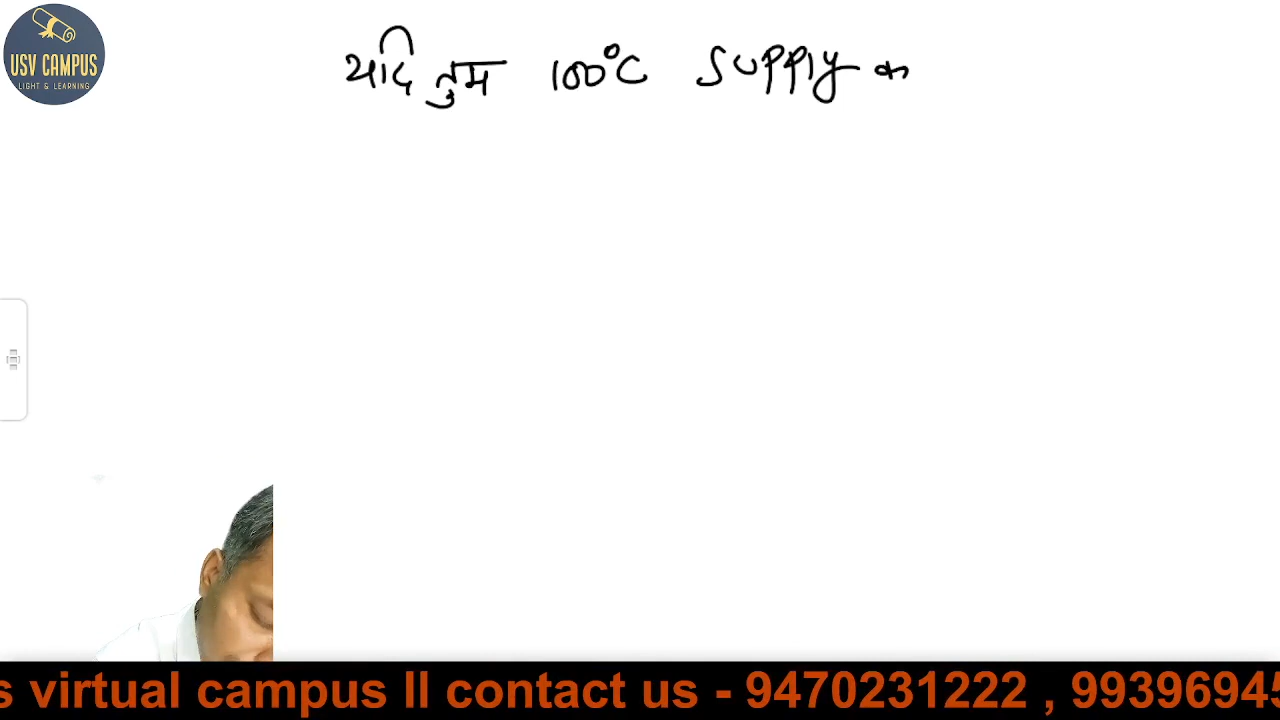 USV CAMPUS
LIGHT & LEARNING
यदि तुम 100°C Supply क
s virtual campus II contact us - 9470231222 , 99396945